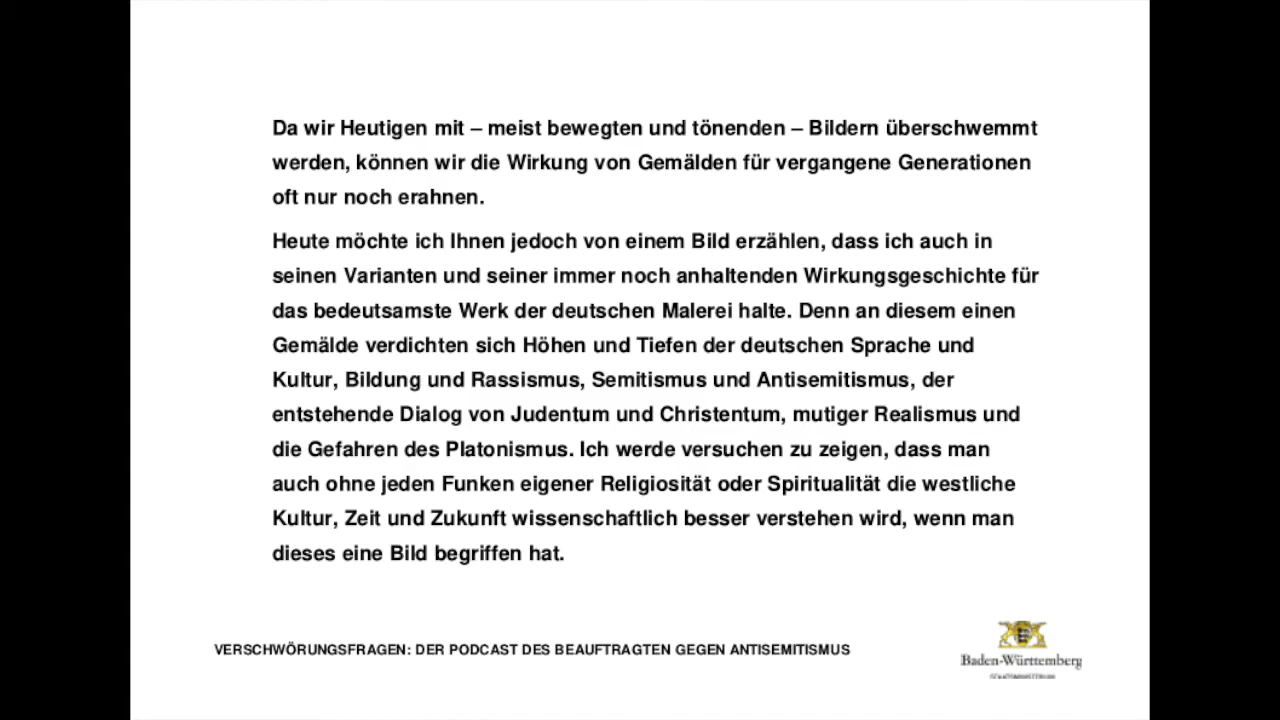 Da wir Heutigen mit – meist bewegten und tönenden – Bildern überschwemmt
werden, können wir die Wirkung von Gemälden für vergangene Generationen
oft nur noch erahnen.
Heute möchte ich Ihnen jedoch von einem Bild erzählen, dass ich auch in
seinen Varianten und seiner immer noch anhaltenden Wirkungsgeschichte für
das bedeutsamste Werk der deutschen Malerei halte. Denn an diesem einen
Gemälde verdichten sich Höhen und Tiefen der deutschen Sprache und
Kultur, Bildung und Rassismus, Semitismus und Antisemitismus, der
entstehende Dialog von Judentum und Christentum, mutiger Realismus und
die Gefahren des Platonismus. Ich werde versuchen zu zeigen, dass man
auch ohne jeden Funken eigener Religiosität oder Spiritualität die westliche
Kultur, Zeit und Zukunft wissenschaftlich besser verstehen wird, wenn man
dieses eine Bild begriffen hat.
VERSCHWÖRUNGSFRAGEN: DER PODCAST DES BEAUFTRAGTEN GEGEN ANTISEMITISMUS
Baden-Württemberg